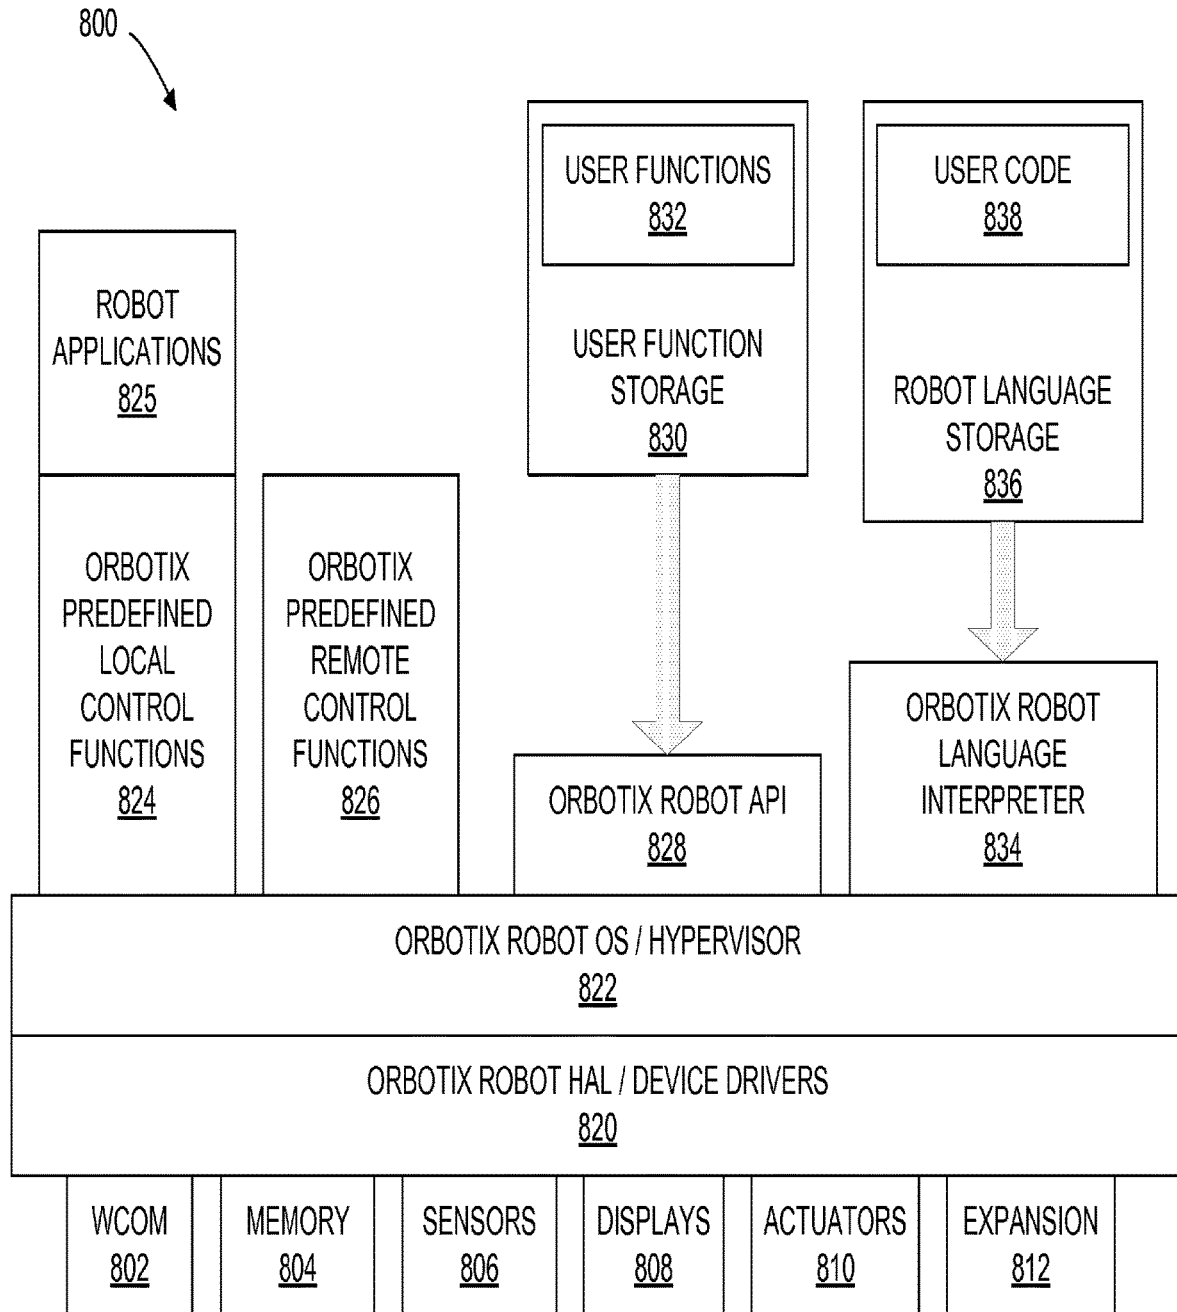 800
USER FUNCTIONS
832
USER FUNCTION
STORAGE
830
USER CODE
838
ROBOT LANGUAGE
STORAGE
836
ROBOT
APPLICATIONS
825
ORBOTIX
PREDEFINED
LOCAL
CONTROL
FUNCTIONS
824
ORBOTIX
PREDEFINED
REMOTE
CONTROL
FUNCTIONS
826
ORBOTIX ROBOT API
828
ORBOTIX ROBOT
LANGUAGE
INTERPRETER
834
ORBOTIX ROBOT OS / HYPERVISOR
822
ORBOTIX ROBOT HAL / DEVICE DRIVERS
820
WCOM
802
MEMORY
804
SENSORS
806
DISPLAYS
808
ACTUATORS
810
EXPANSION
812